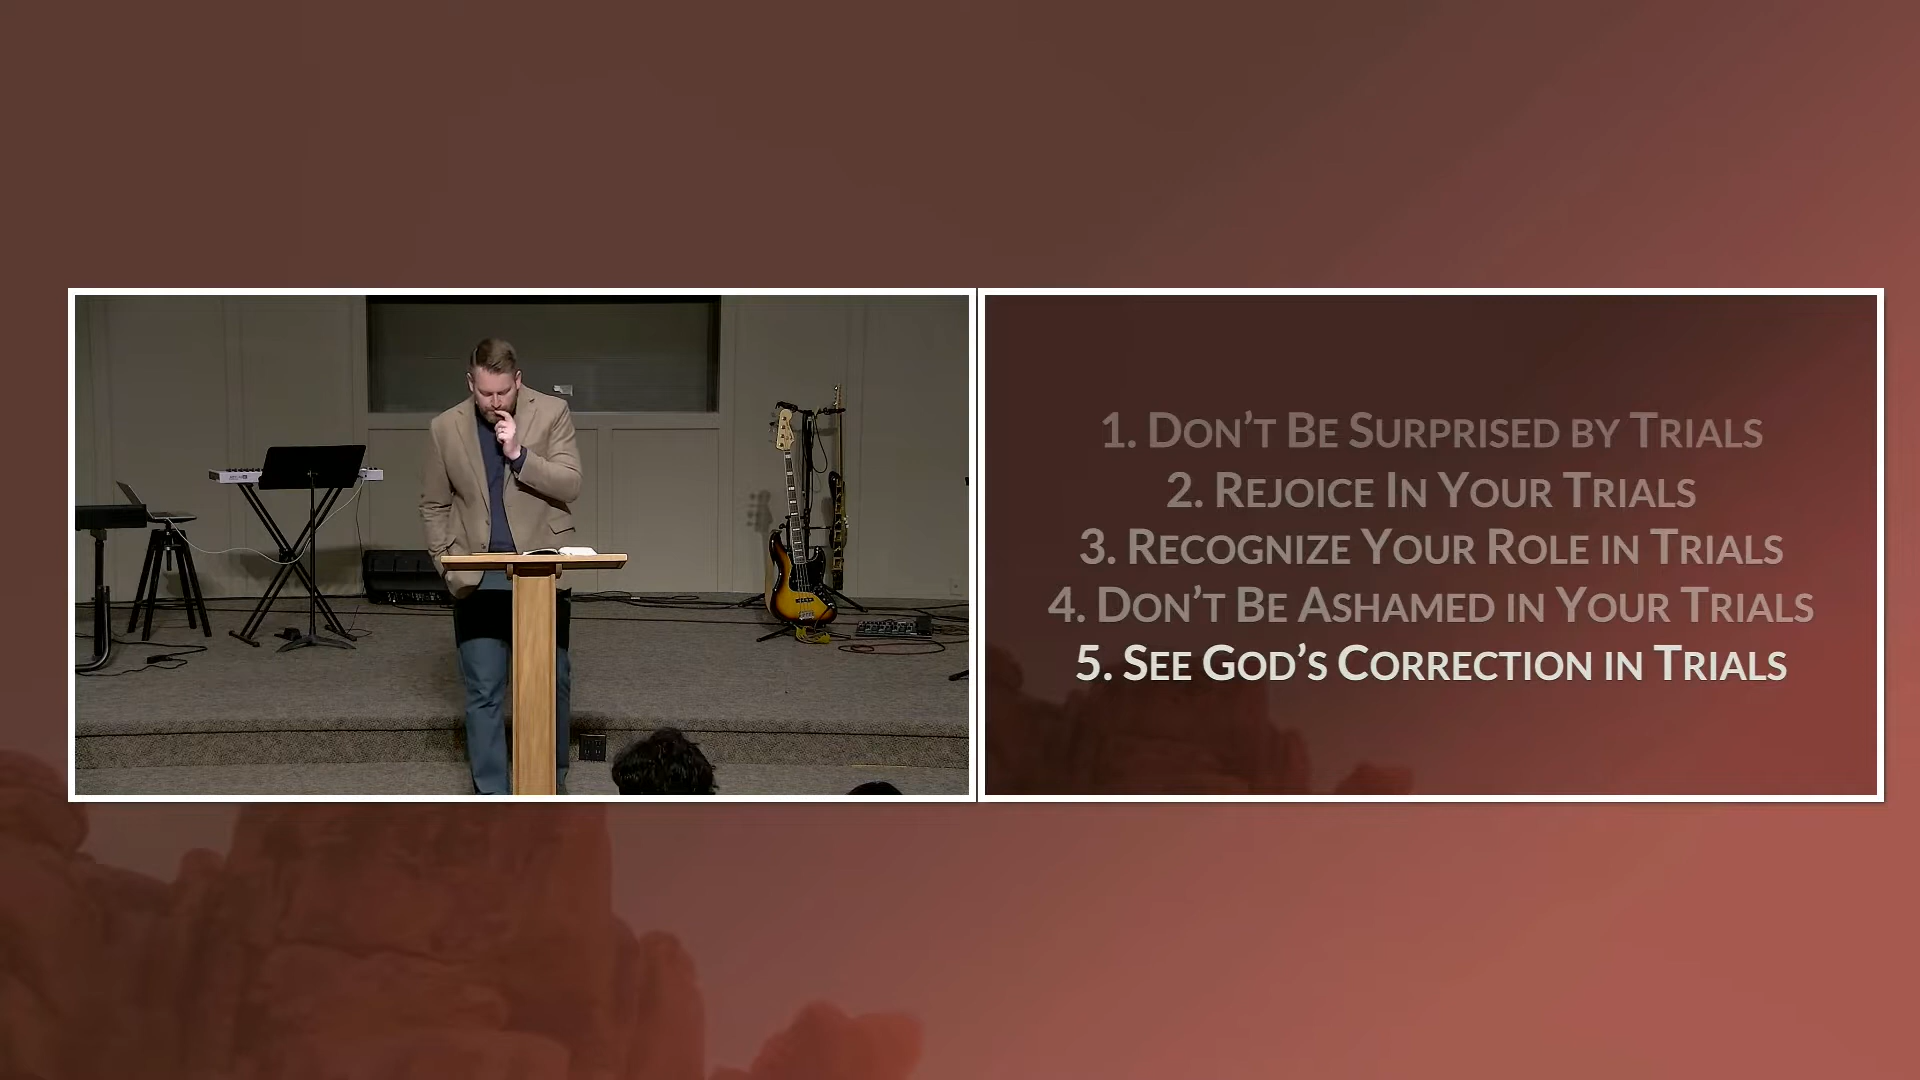 1. Don't Be Surprised by Trials
2. Rejoice In Your Trials
3. Recognize Your Role in Trials
4. Don't Be Ashamed in Your Trials
5. See God's Correction in Trials